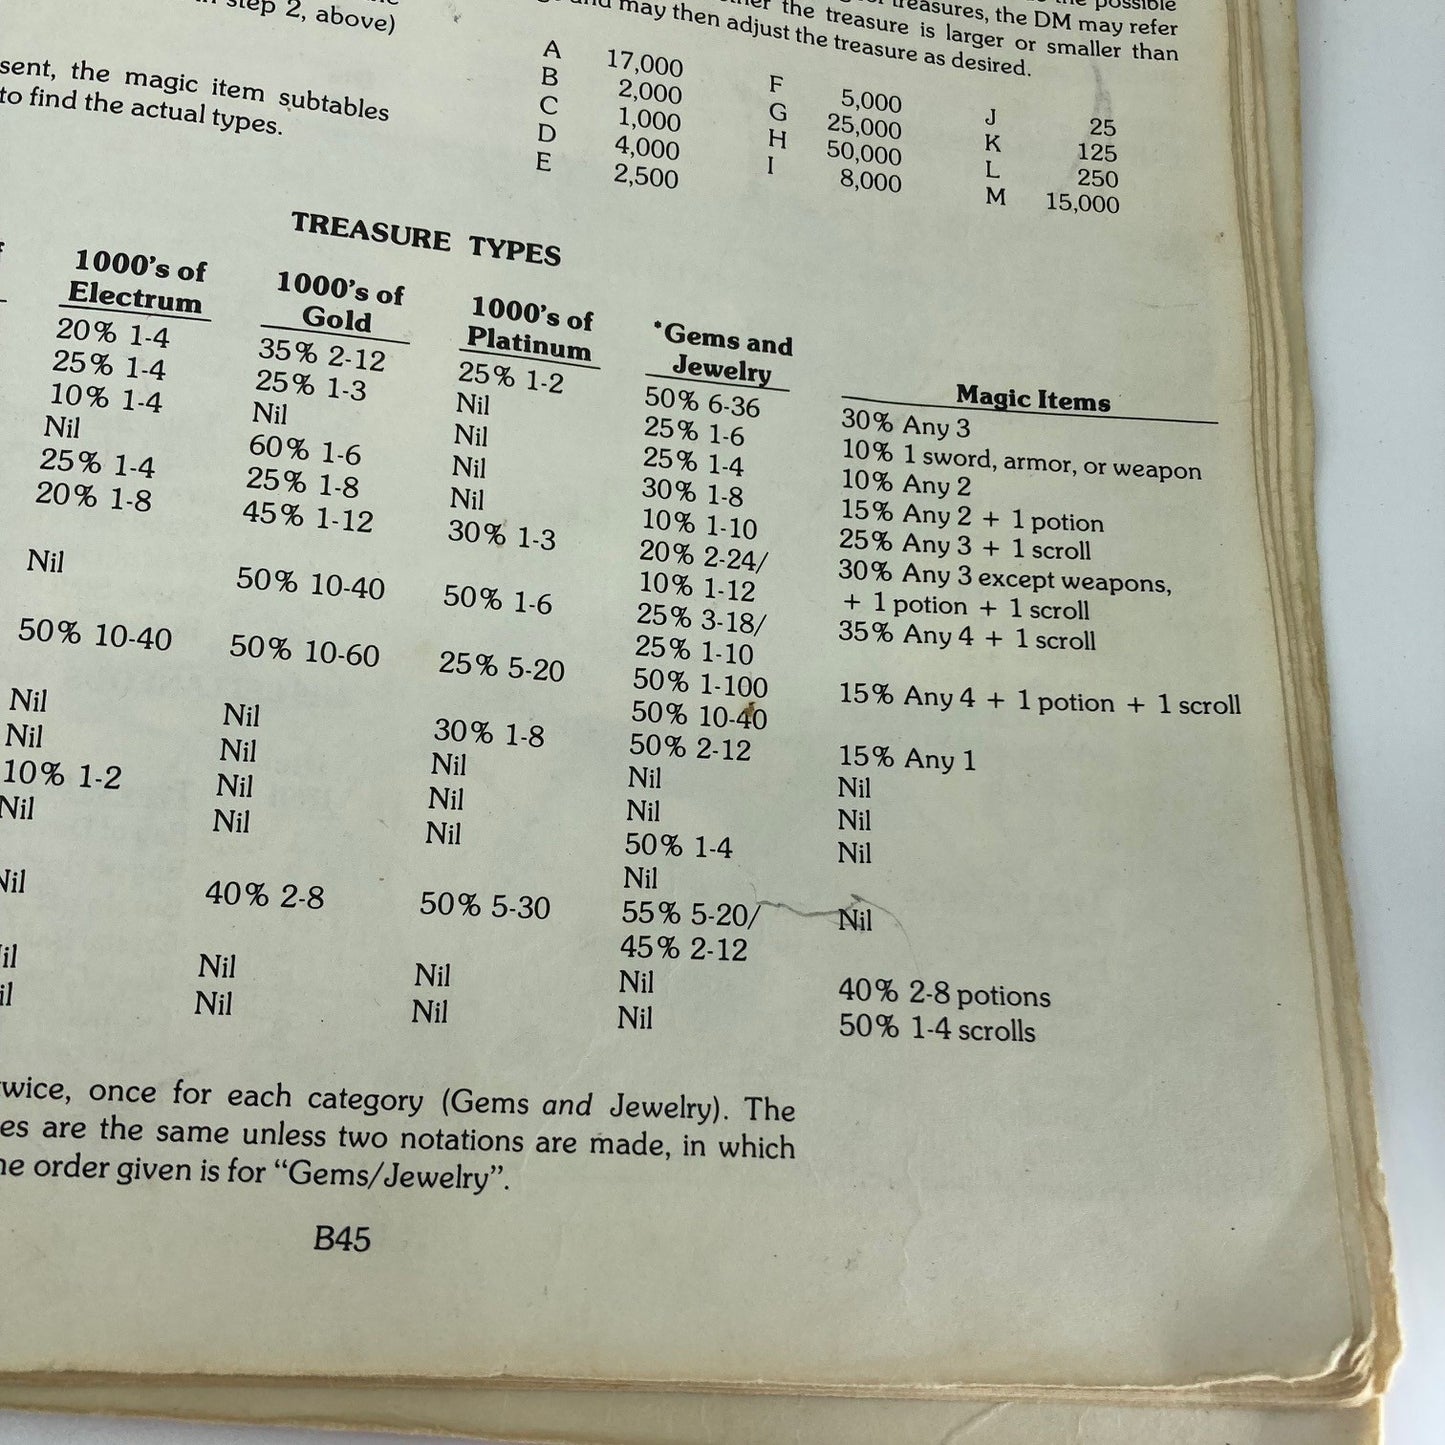 step 2, above)
sent, the magic item subtables
to find the actual types.
possible
treasures, the DM may refer
the treasure is larger or smaller than
and may then adjust the treasure as desired.
A 17,000
B 2,000
C 1,000
D 4,000
E 2,500
F 5,000
G 25,000
H 50,000
I 8,000
J 25
K 125
L 250
M 15,000
TREASURE TYPES
1000's of
Electrum
20% 1-4
25% 1-4
10% 1-4
Nil
25% 1-4
20% 1-8
Nil
50% 10-40
Nil
Nil
10% 1-2
Nil
Nil
1000's of
Gold
35% 2-12
25% 1-3
Nil
60% 1-6
25% 1-8
45% 1-12
50% 10-40
50% 10-60
Nil
Nil
Nil
Nil
40% 2-8
Nil
Nil
1000's of
Platinum
25% 1-2
Nil
Nil
Nil
Nil
30% 1-3
50% 1-6
25% 5-20
30% 1-8
Nil
Nil
Nil
50% 5-30
Nil
Nil
*Gems and
Jewelry
50% 6-36
25% 1-6
25% 1-4
30% 1-8
10% 1-10
20% 2-24/
10% 1-12
25% 3-18/
25% 1-10
50% 1-100
50% 10-40
50% 2-12
Nil
Nil
50% 1-4
Nil
55% 5-20/
45% 2-12
Nil
Nil
Magic Items
30% Any 3
10% 1 sword, armor, or weapon
10% Any 2
15% Any 2 + 1 potion
25% Any 3 + 1 scroll
30% Any 3 except weapons,
+ 1 potion + 1 scroll
35% Any 4 + 1 scroll
15% Any 4 + 1 potion + 1 scroll
15% Any 1
Nil
Nil
Nil
Nil
40% 2-8 potions
50% 1-4 scrolls
wice, once for each category (Gems and Jewelry). The
es are the same unless two notations are made, in which
he order given is for “Gems/Jewelry”.
B45